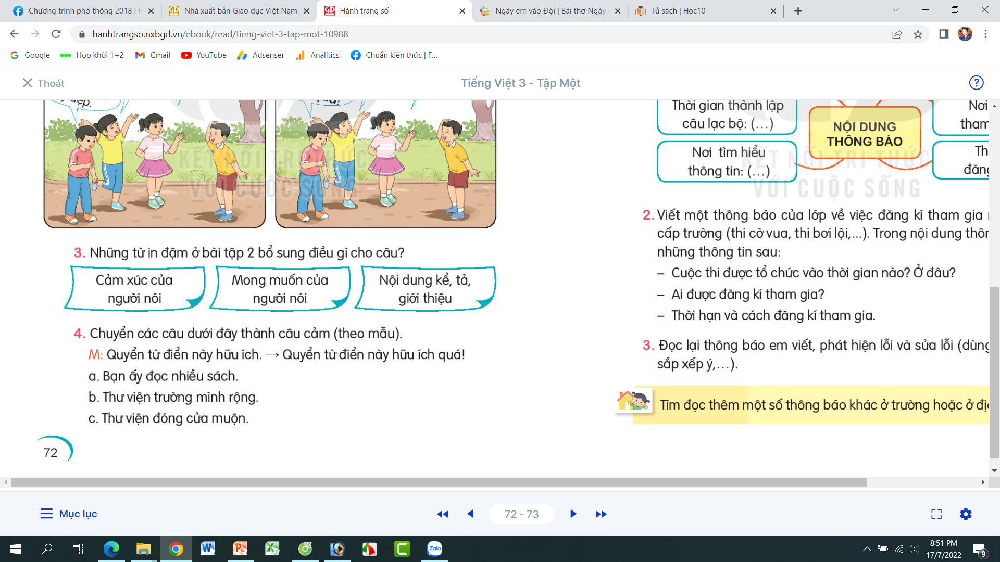 Chương trình phổ thông 2018 | F
Nhà xuất bản Giáo dục Việt Nam
Hành trang số
Ngày em vào Đội | Bài thơ Ngày
Tủ sách | Hoc10
hanhtrangso.nxbgd.vn/ebook/read/tieng-viet-3-tap-mot-10988
Google
Họp khối 1+2
Gmail
YouTube
Adsenser
Analitics
Chuẩn kiến thức | F...
Thoát
Tiếng Việt 3 - Tập Một
?
đẹp.
KẾT NỐI TRI THỨC
VỚI CUỘC SỐNG
3. Những từ in đậm ở bài tập 2 bổ sung điều gì cho câu?
Cảm xúc của
người nói
Mong muốn của
người nói
Nội dung kể, tả,
giới thiệu
4. Chuyển các câu dưới đây thành câu cảm (theo mẫu).
M: Quyển từ điển này hữu ích. → Quyển từ điển này hữu ích quá!
a. Bạn ấy đọc nhiều sách.
b. Thư viện trường mình rộng.
c. Thư viện đóng cửa muộn.
72
Thời gian thành lập
câu lạc bộ: (...)
Nơi tìm hiểu
thông tin: (...)
NỘI DUNG
THÔNG BÁO
Nơi
tham
Th
đăng
KẾT NỐI TRI THỨC
VỚI CUỘC SỐNG
2. Viết một thông báo của lớp về việc đăng kí tham gia
cấp trường (thi cờ vua, thi bơi lội,...). Trong nội dung thôn
những thông tin sau:
– Cuộc thi được tổ chức vào thời gian nào? Ở đâu?
– Ai được đăng kí tham gia?
– Thời hạn và cách đăng kí tham gia.
3. Đọc lại thông báo em viết, phát hiện lỗi và sửa lỗi (dùng
sắp xếp ý,...).
Tìm đọc thêm một số thông báo khác ở trường hoặc ở địa
Mục lục
72 - 73
Zalo
8:51 PM
17/7/2022
9